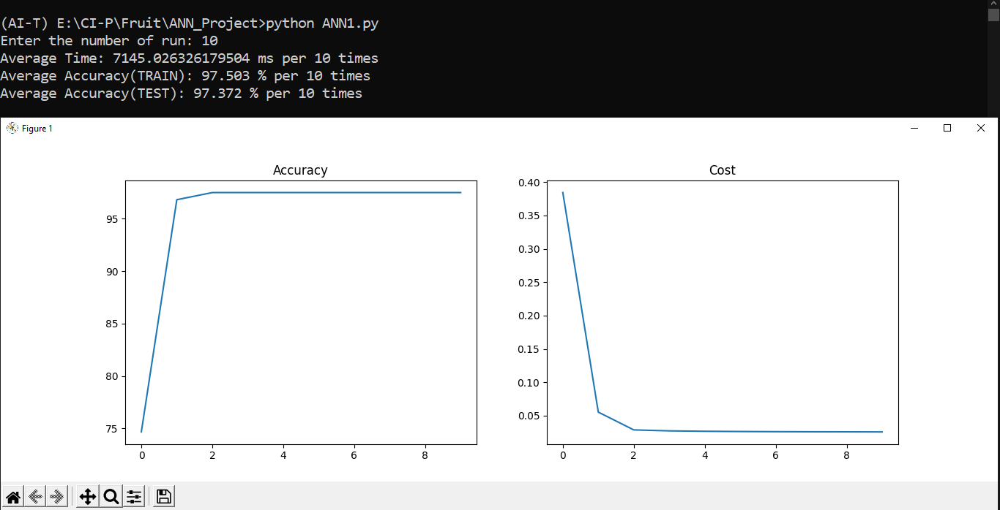 (AI-T) E:\CI-P\Fruit\ANN_Project>python ANN1.py
Enter the number of run: 10
Average Time: 7145.026326179504 ms per 10 times
Average Accuracy(TRAIN): 97.503 % per 10 times
Average Accuracy(TEST): 97.372 % per 10 times
Figure 1
Accuracy
95
90
85
80
75
0 2 4 6 8
Cost
0.40
0.35
0.30
0.25
0.20
0.15
0.10
0.05
0 2 4 6 8